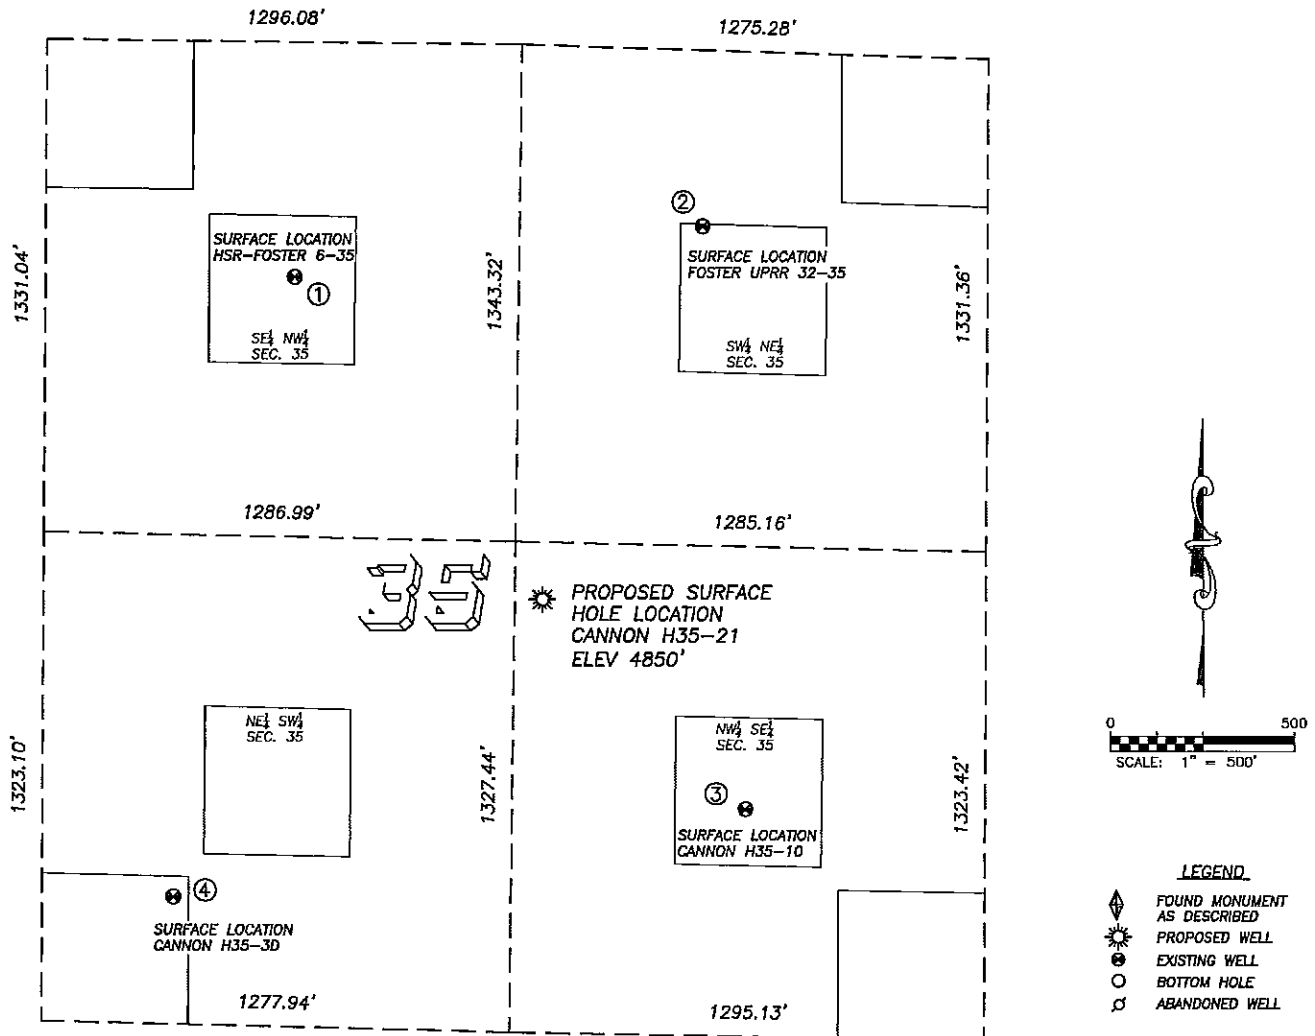 1296.08'
1275.28'
②
SURFACE LOCATION
HSR-FOSTER 6-35
①
SE¼ NW¼
SEC. 35
SURFACE LOCATION
FOSTER UPRR 32-35
SW¼ NE¼
SEC. 35
1331.04'
1343.32'
1331.36'
1286.99'
1285.16'
35
PROPOSED SURFACE
HOLE LOCATION
CANNON H35-21
ELEV 4850'
NE¼ SW¼
SEC. 35
NW¼ SE¼
SEC. 35
③
SURFACE LOCATION
CANNON H35-10
1323.10'
1327.44'
1323.42'
④
SURFACE LOCATION
CANNON H35-3D
1277.94'
1295.13'
0 500
SCALE: 1" = 500'
LEGEND
FOUND MONUMENT
AS DESCRIBED
PROPOSED WELL
EXISTING WELL
BOTTOM HOLE
ABANDONED WELL